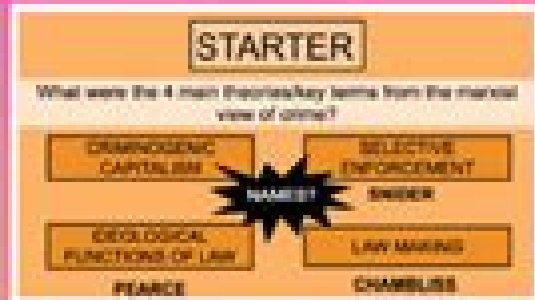 STARTER
What were the 4 main theories/key terms from the marxist
view of crime?
CRIMINOGENIC
CAPITALISM
SELECTIVE
ENFORCEMENT
NAMES?
SNIDER
IDEOLOGICAL
FUNCTIONS OF LAW
LAW MAKING
PEARCE
CHAMBLISS